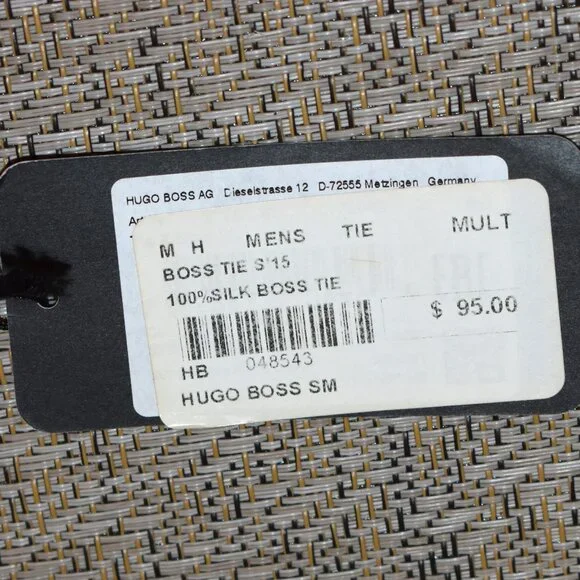 HUGO BOSS AG Dieselstrasse 12 D-72555 Metzingen Germany
M H MENS TIE MULT
BOSS TIE S'15
100%SILK BOSS TIE
$ 95.00
HB 048543
HUGO BOSS SM